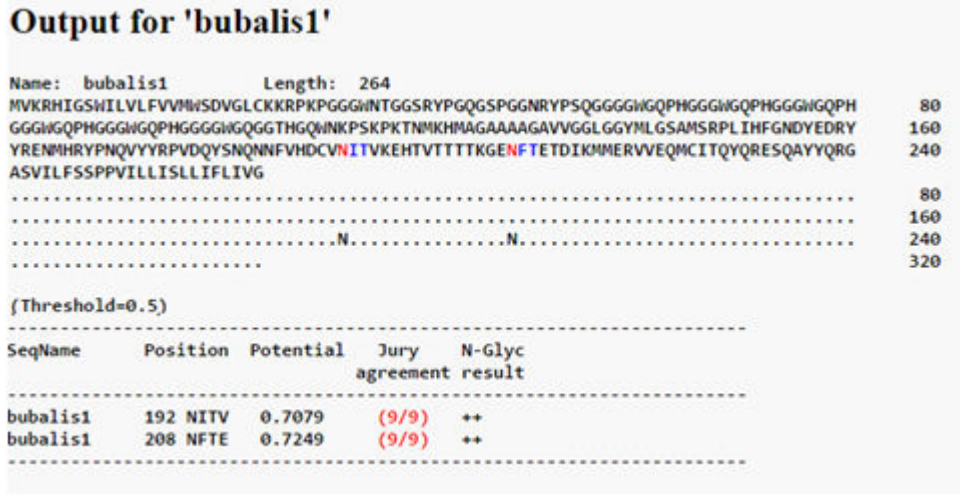 Output for 'bubalis1'
Name: bubalis1 Length: 264
MVKRHIGSWILVLFVVMWSDVGLCKKRPKPGGGWNTGGSRYPGQGSPGGNRYPSQGGGGWGQPHGGGWGQPHGGGWGQPH 80
GGGWGQPHGGGWGQPHGGGGWGQGGTHGQWNKPSKPKTNMKHMAGAAAAGAVVGGLGGYMLGSAMSRPLIHFGNDYEDRY 160
YRENMHRYPNQVYYRPVDQYSNQNNFVHDCVNITVKEHTVTTTTKGENFTETDIKMMERVVEQMCITQYQRESQAYYQRG 240
ASVILFSSPPVILLISLLIFLIVG
................................................................................ 80
................................................................................ 160
...............................N...............N................................ 240
........................ 320
(Threshold=0.5)
----------------------------------------------------------------------
SeqName Position Potential Jury N-Glyc
agreement result
----------------------------------------------------------------------
bubalis1 192 NITV 0.7079 (9/9) ++
bubalis1 208 NFTE 0.7249 (9/9) ++
----------------------------------------------------------------------